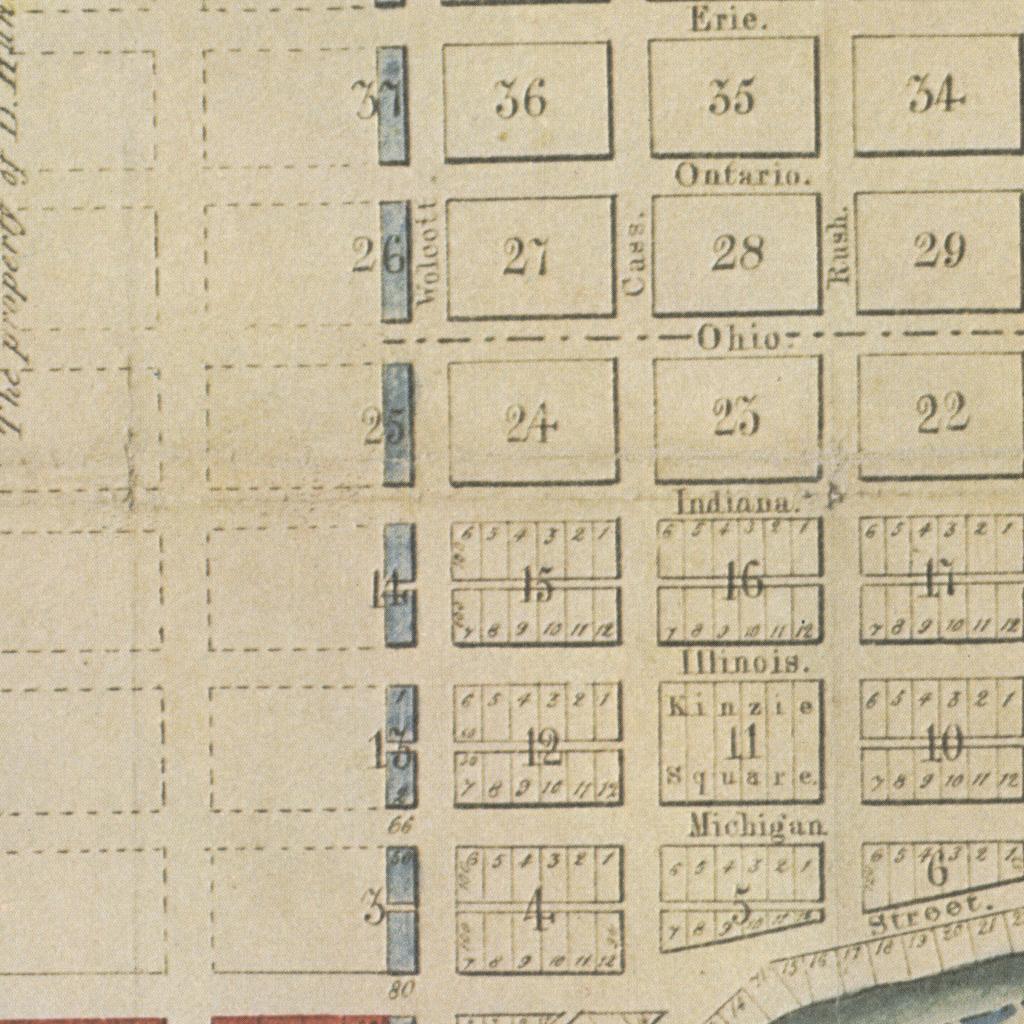 Erie.
37 36 35 34
Ontario.
The Property of
26 Wolcott 27 Cass. 28 Rush. 29
Ohio.
25 24 23 22
Indiana.
6 5 4 3 2 1 6 5 4 3 2 1 6 5 4 3 2 1
14 15 16 17
7 8 9 10 11 12 7 8 9 10 11 12 7 8 9 10 11 12
Illinois.
1 6 5 4 3 2 1 Kinzie 6 5 4 3 2 1
13 12 11 10
7 8 9 10 11 12 Square. 7 8 9 10 11 12
66 Michigan
50 6 5 4 3 2 1 6 5 4 3 2 1 6 5 4 3 2 1
3 4 5 6
7 8 9 10 11 12 7 8 9 10 11 12 Street.
14 15 16 17 18 19 20 21
80